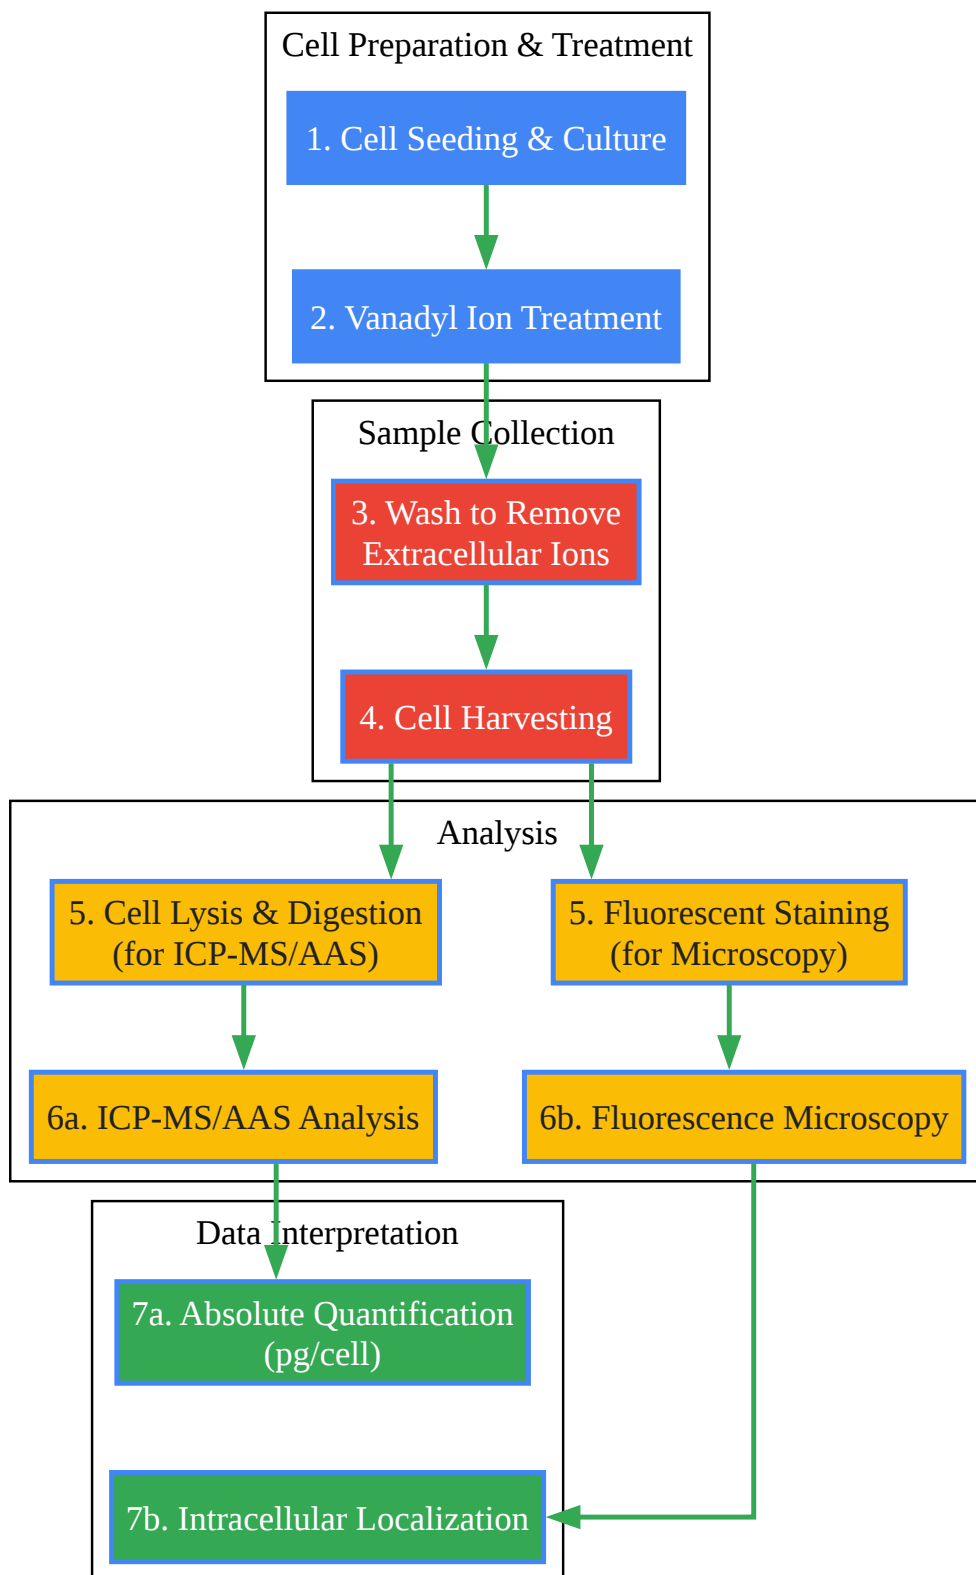 Cell Preparation & Treatment
1. Cell Seeding & Culture
2. Vanadyl Ion Treatment
Sample Collection
3. Wash to Remove
Extracellular Ions
4. Cell Harvesting
Analysis
5. Cell Lysis & Digestion
(for ICP-MS/AAS)
5. Fluorescent Staining
(for Microscopy)
6a. ICP-MS/AAS Analysis
6b. Fluorescence Microscopy
Data Interpretation
7a. Absolute Quantification
(pg/cell)
7b. Intracellular Localization